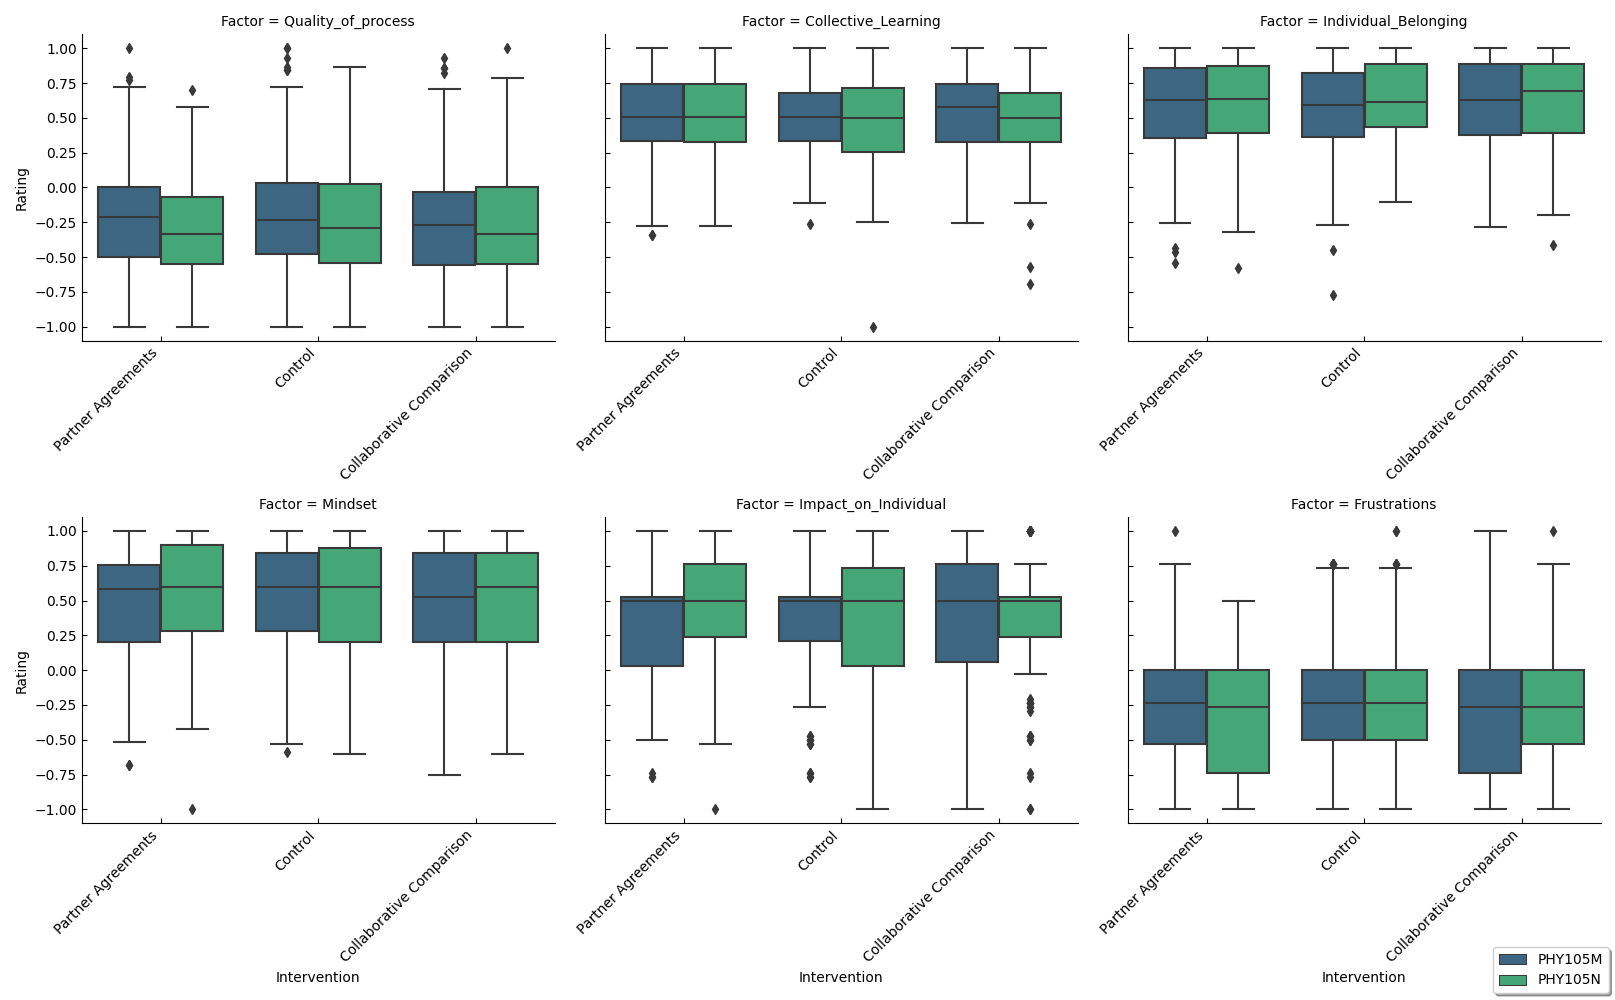 Factor = Quality_of_process
Factor = Collective_Learning
Factor = Individual_Belonging
1.00
0.75
0.50
0.25
0.00
−0.25
−0.50
−0.75
−1.00
Rating
Partner Agreements
Control
Collaborative Comparison
Partner Agreements
Control
Collaborative Comparison
Partner Agreements
Control
Collaborative Comparison
Factor = Mindset
Factor = Impact_on_Individual
Factor = Frustrations
1.00
0.75
0.50
0.25
0.00
−0.25
−0.50
−0.75
−1.00
Rating
Partner Agreements
Control
Collaborative Comparison
Partner Agreements
Control
Collaborative Comparison
Partner Agreements
Control
Collaborative Comparison
Intervention
Intervention
Intervention
PHY105M
PHY105N